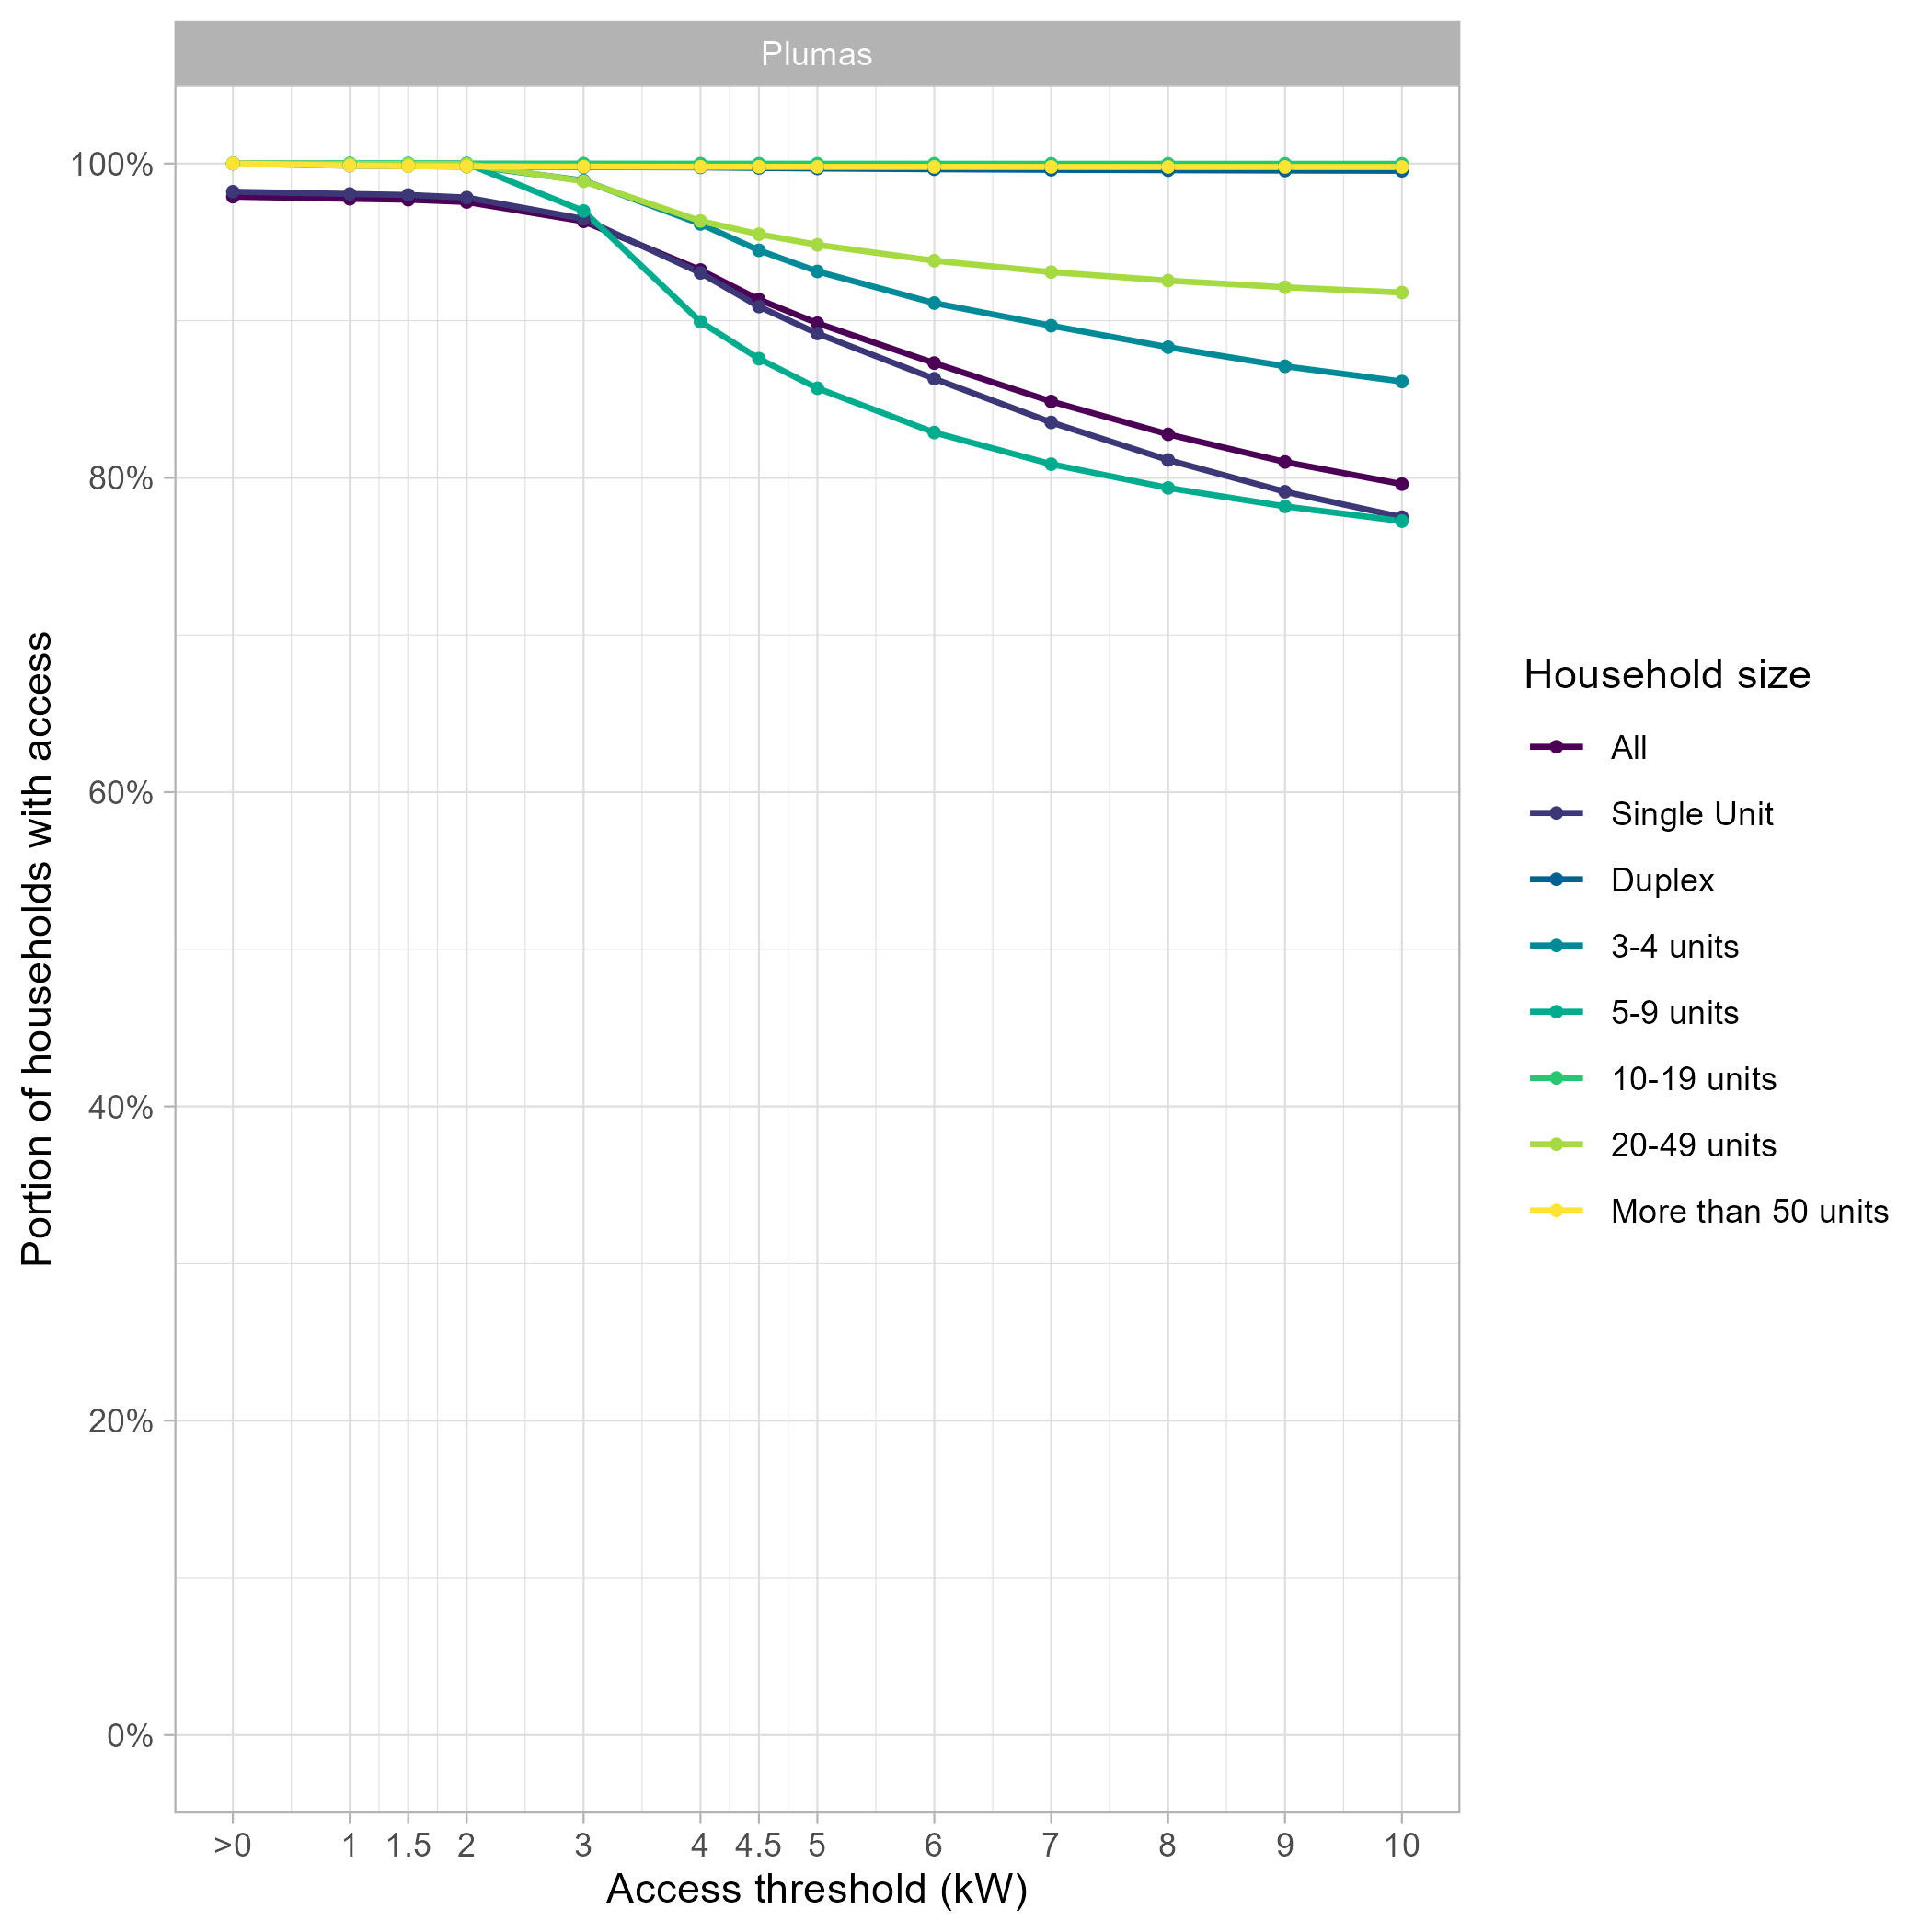 Plumas
100%
80%
60%
40%
20%
0%
Portion of households with access
>0 1 1.5 2 3 4 4.5 5 6 7 8 9 10
Access threshold (kW)
Household size
All
Single Unit
Duplex
3-4 units
5-9 units
10-19 units
20-49 units
More than 50 units